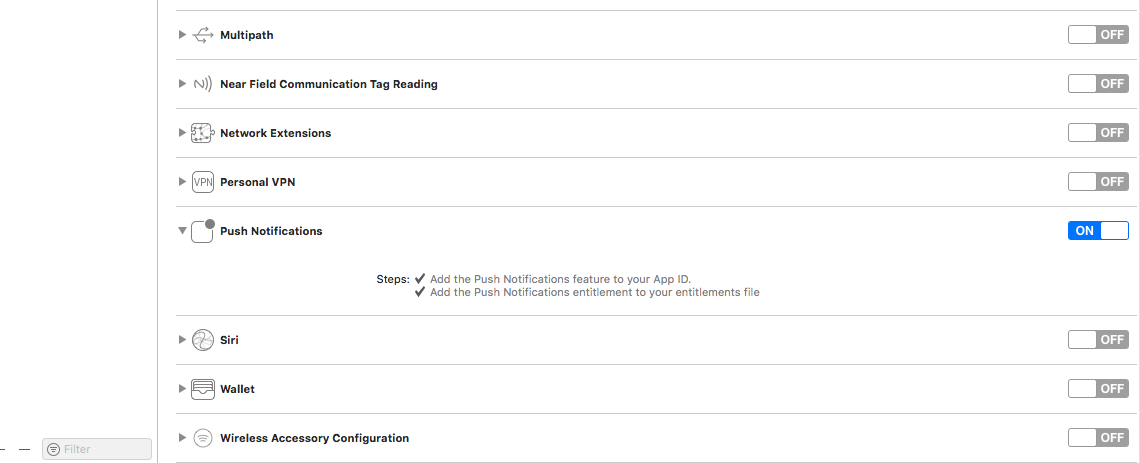 Multipath OFF
Near Field Communication Tag Reading OFF
Network Extensions OFF
VPN Personal VPN OFF
Push Notifications ON
Steps: ✔ Add the Push Notifications feature to your App ID.
✔ Add the Push Notifications entitlement to your entitlements file
Siri OFF
Wallet OFF
Wireless Accessory Configuration OFF
Filter